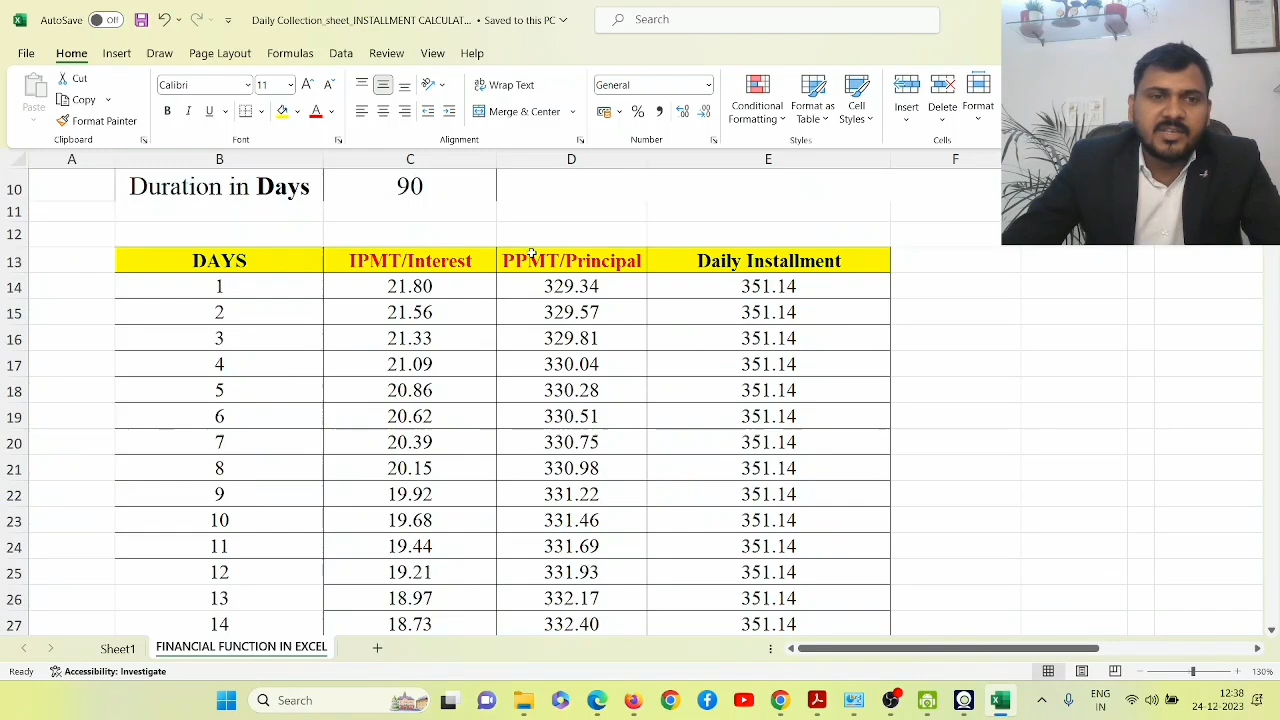 AutoSave Off Daily Collection_sheet_INSTALLMENT CALCULAT... • Saved to this PC Search
File Home Insert Draw Page Layout Formulas Data Review View Help
Paste Cut Copy Format Painter Clipboard
Calibri 11 B I U A Font
Wrap Text Merge & Center Alignment
General % Number
Conditional Formatting Format as Table Cell Styles Styles
Insert Delete Format Cells
A B C D E F
10 Duration in Days 90
11
12
13 DAYS IPMT/Interest PPMT/Principal Daily Installment
14 1 21.80 329.34 351.14
15 2 21.56 329.57 351.14
16 3 21.33 329.81 351.14
17 4 21.09 330.04 351.14
18 5 20.86 330.28 351.14
19 6 20.62 330.51 351.14
20 7 20.39 330.75 351.14
21 8 20.15 330.98 351.14
22 9 19.92 331.22 351.14
23 10 19.68 331.46 351.14
24 11 19.44 331.69 351.14
25 12 19.21 331.93 351.14
26 13 18.97 332.17 351.14
27 14 18.73 332.40 351.14
Sheet1 FINANCIAL FUNCTION IN EXCEL
Ready Accessibility: Investigate 130%
Search ENG 12:38
IN 24-12-2023